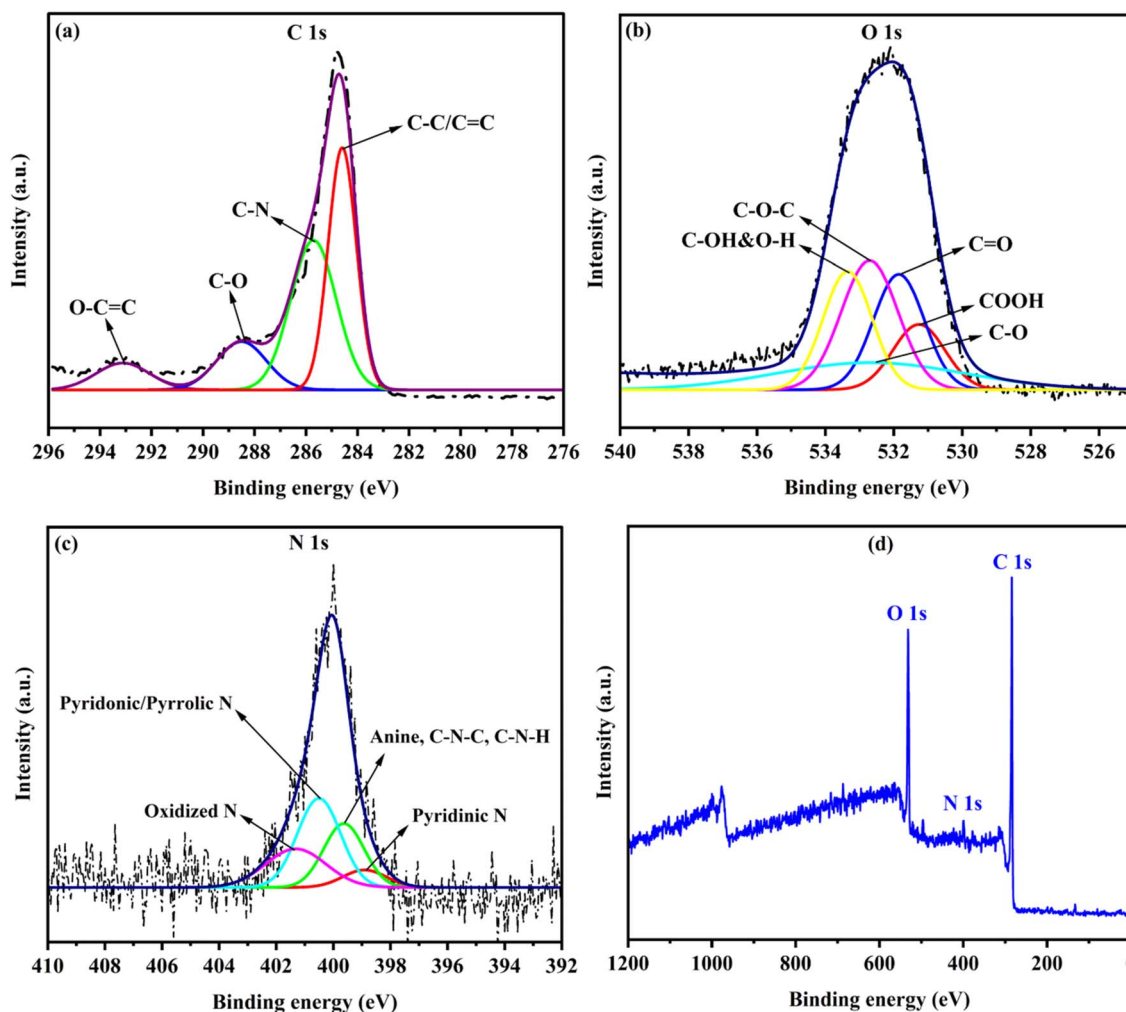 (a)
C 1s
C-C/C=C
C-N
C-O
O-C=C
Intensity (a.u.)
296 294 292 290 288 286 284 282 280 278 276
Binding energy (eV)
(b)
O 1s
C-O-C
C-OH&O-H
C=O
COOH
C-O
Intensity (a.u.)
540 537 534 532 530 528 525
Binding energy (eV)
(c)
N 1s
Pyridonic/Pyrrolic N
Anine, C-N-C, C-N-H
Oxidized N
Pyridinic N
Intensity (a.u.)
410 408 406 404 402 400 398 396 394 392
Binding energy (eV)
(d)
C 1s
O 1s
N 1s
Intensity (a.u.)
1200 1000 800 600 400 200
Binding energy (eV)